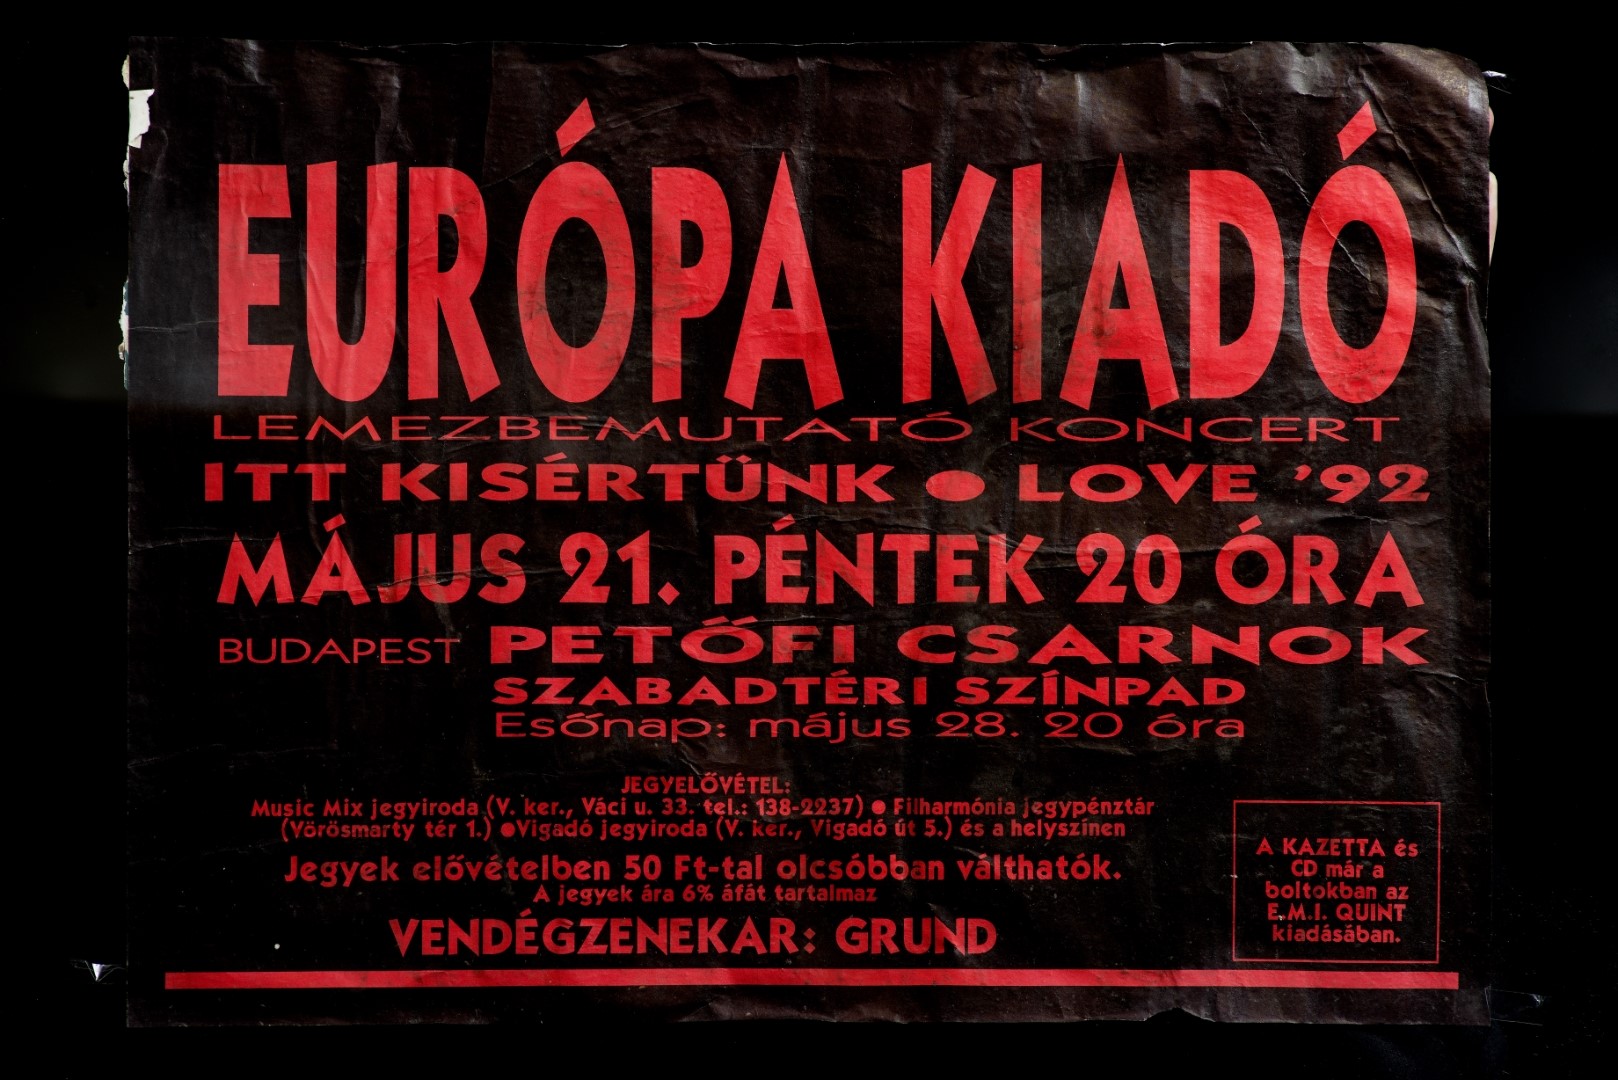 EURÓPA KIADÓ
LEMEZBEMUTATÓ KONCERT
ITT KISÉRTÜNK ● LOVE '92
MÁJUS 21. PÉNTEK 20 ÓRA
BUDAPEST PETŐFI CSARNOK
SZABADTÉRI SZÍNPAD
Esőnap: május 28. 20 óra
JEGYELŐVÉTEL:
Music Mix jegyiroda (V. ker., Váci u. 33. tel.: 138-2237) ● Filharmónia jegypénztár
(Vörösmarty tér 1.) ●Vigadó jegyiroda (V. ker., Vigadó út 5.) és a helyszínen
Jegyek elővételben 50 Ft-tal olcsóbban válthatók.
A jegyek ára 6% áfát tartalmaz
VENDÉGZENEKAR: GRUND
A KAZETTA és
CD már a
boltokban az
E.M.I. QUINT
kiadásában.